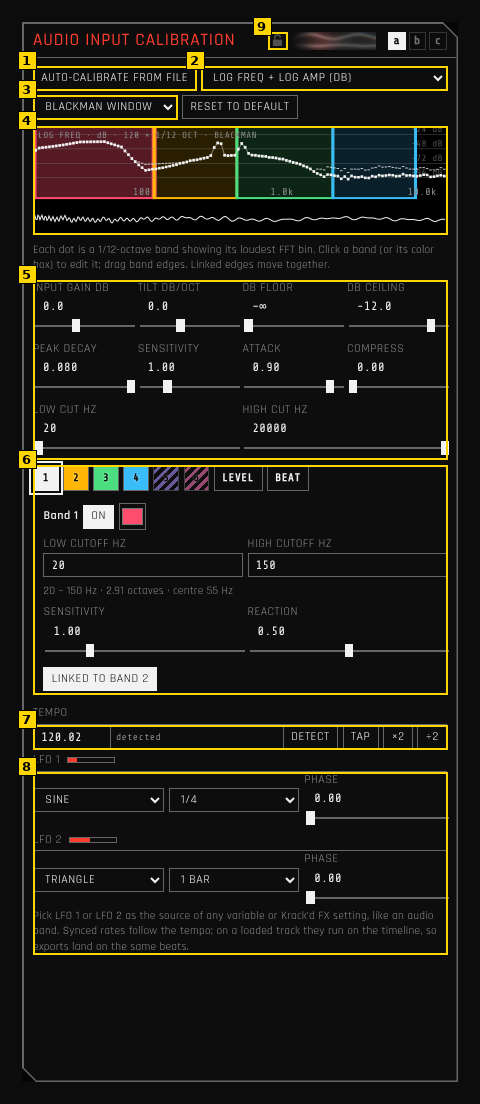 9
AUDIO INPUT CALIBRATION
a b c
1
2
AUTO-CALIBRATE FROM FILE
LOG FREQ + LOG AMP (DB)
3
BLACKMAN WINDOW
RESET TO DEFAULT
4
LOG FREQ · dB · 120 × 1/12 OCT · BLACKMAN
-24 dB
-48 dB
-72 dB
100 1.0k 10.0k
Each dot is a 1/12-octave band showing its loudest FFT bin. Click a band (or its color
box) to edit it; drag band edges. Linked edges move together.
5
INPUT GAIN DB TILT DB/OCT DB FLOOR DB CEILING
0.0 0.0 -∞ -12.0
PEAK DECAY SENSITIVITY ATTACK COMPRESS
0.080 1.00 0.90 0.00
LOW CUT HZ HIGH CUT HZ
20 20000
6
1 2 3 4 LEVEL BEAT
Band 1 ON
LOW CUTOFF HZ HIGH CUTOFF HZ
20 150
20 – 150 Hz · 2.91 octaves · centre 55 Hz
SENSITIVITY REACTION
1.00 0.50
LINKED TO BAND 2
7
TEMPO
120.02 detected DETECT TAP ×2 ÷2
8
LFO 1
PHASE
SINE 1/4 0.00
LFO 2
PHASE
TRIANGLE 1 BAR 0.00
Pick LFO 1 or LFO 2 as the source of any variable or Krack'd FX setting, like an audio
band. Synced rates follow the tempo; on a loaded track they run on the timeline, so
exports land on the same beats.